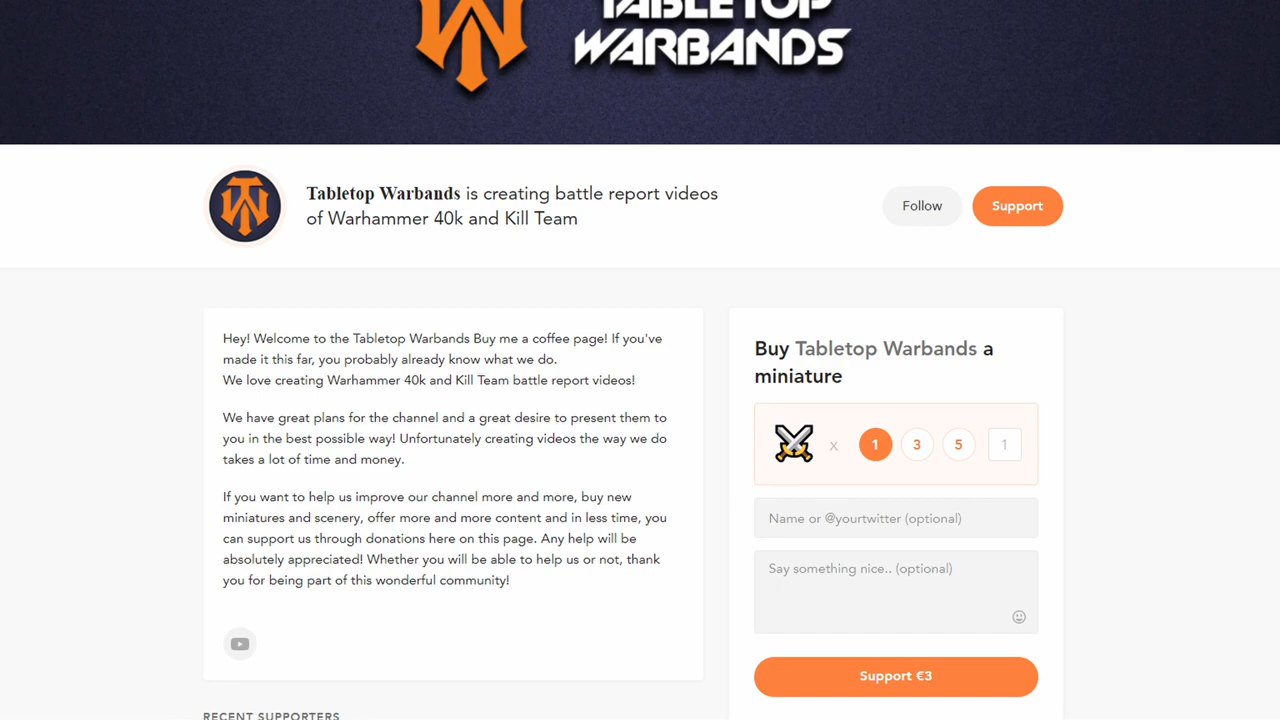 TABLETOP
WARBANDS
Tabletop Warbands is creating battle report videos
of Warhammer 40k and Kill Team
Follow
Support
Hey! Welcome to the Tabletop Warbands Buy me a coffee page! If you've
made it this far, you probably already know what we do.
We love creating Warhammer 40k and Kill Team battle report videos!
We have great plans for the channel and a great desire to present them to
you in the best possible way! Unfortunately creating videos the way we do
takes a lot of time and money.
If you want to help us improve our channel more and more, buy new
miniatures and scenery, offer more and more content and in less time, you
can support us through donations here on this page. Any help will be
absolutely appreciated! Whether you will be able to help us or not, thank
you for being part of this wonderful community!
RECENT SUPPORTERS
Buy Tabletop Warbands a
miniature
x 1 3 5 1
Name or @yourtwitter (optional)
Say something nice.. (optional)
Support €3